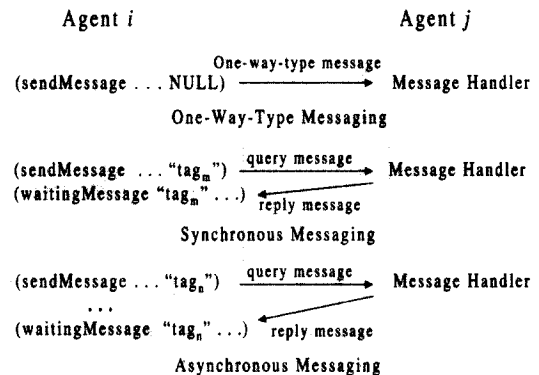 Agent i Agent j
One-way-type message
(sendMessage . . . NULL) Message Handler
One-Way-Type Messaging
(sendMessage ... “tagm”) query message Message Handler
(waitingMessage “tagm” ...) reply message
Synchronous Messaging
(sendMessage ... “tagn”) query message Message Handler
...
(waitingMessage “tagn” ...) reply message
Asynchronous Messaging